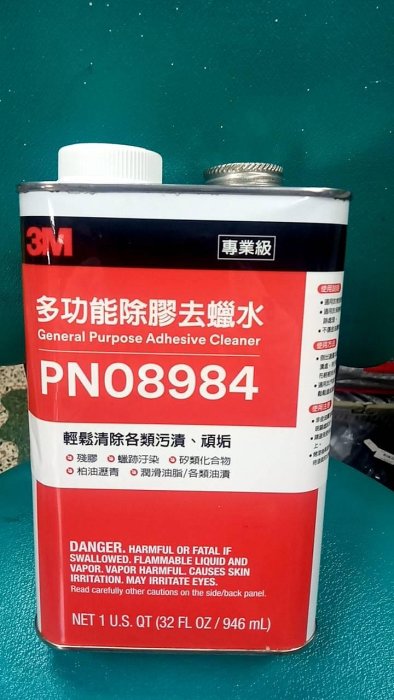 3M
專業級
多功能除膠去蠟水
General Purpose Adhesive Cleaner
PN08984
輕鬆清除各類污漬、頑垢
殘膠 蠟跡汙染 矽類化合物
柏油瀝青 潤滑油脂/各類油漬
DANGER. HARMFUL OR FATAL IF
SWALLOWED. FLAMMABLE LIQUID AND
VAPOR. VAPOR HARMFUL. CAUSES SKIN
IRRITATION. MAY IRRITATE EYES.
Read carefully other cautions on the side/back panel.
NET 1 U.S. QT (32 FL OZ / 946 mL)
使用方法